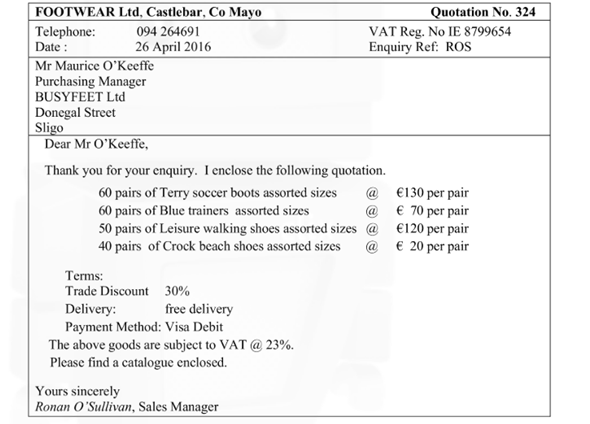 FOOTWEAR Ltd, Castlebar, Co Mayo Quotation No. 324
Telephone: 094 264691 VAT Reg. No IE 8799654
Date : 26 April 2016 Enquiry Ref: ROS
Mr Maurice O’Keeffe
Purchasing Manager
BUSYFEET Ltd
Donegal Street
Sligo
Dear Mr O’Keeffe,
Thank you for your enquiry. I enclose the following quotation.
60 pairs of Terry soccer boots assorted sizes @ €130 per pair
60 pairs of Blue trainers assorted sizes @ € 70 per pair
50 pairs of Leisure walking shoes assorted sizes @ €120 per pair
40 pairs of Crock beach shoes assorted sizes @ € 20 per pair
Terms:
Trade Discount 30%
Delivery: free delivery
Payment Method: Visa Debit
The above goods are subject to VAT @ 23%.
Please find a catalogue enclosed.
Yours sincerely
Ronan O’Sullivan, Sales Manager